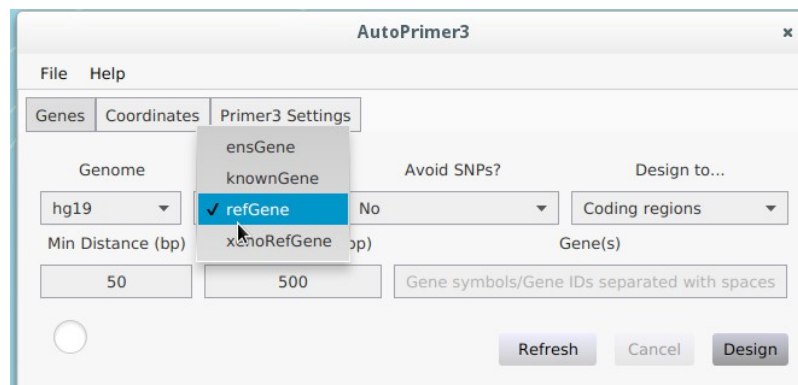 AutoPrimer3
File Help
Genes Coordinates Primer3 Settings
ensGene
Genome Avoid SNPs? Design to...
knownGene
hg19 refGene No Coding regions
Min Distance (bp) xenoRefGene bp) Gene(s)
50 500 Gene symbols/Gene IDs separated with spaces
Refresh Cancel Design